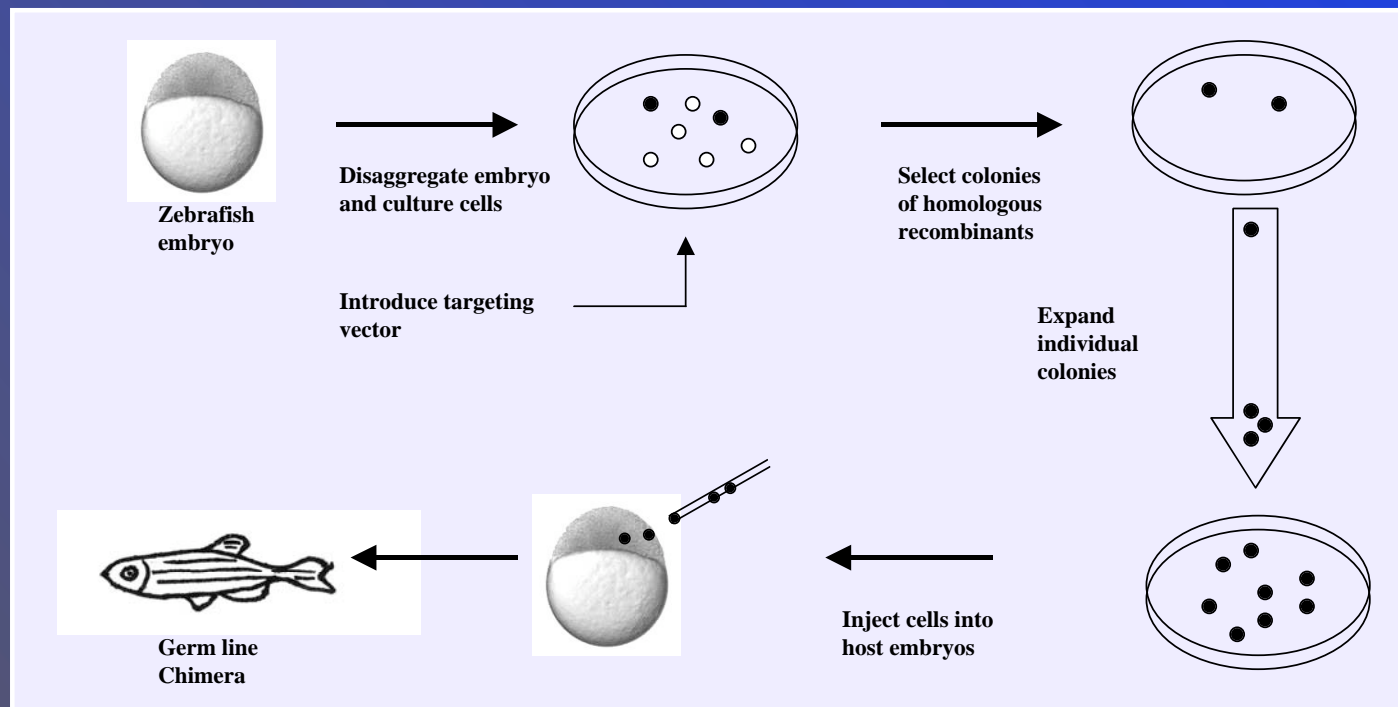 Zebrafish
embryo
Disaggregate embryo
and culture cells
Introduce targeting
vector
Select colonies
of homologous
recombinants
Expand
individual
colonies
Inject cells into
host embryos
Germ line
Chimera